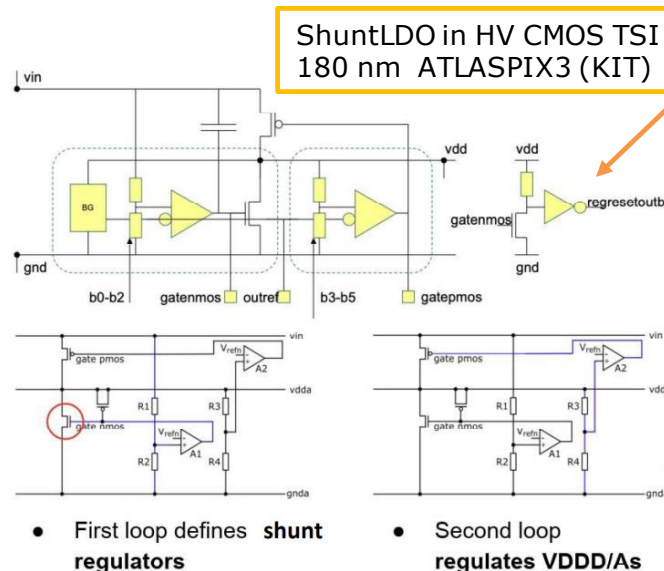 ShuntLDO in HV CMOS TSI
180 nm ATLASPIX3 (KIT)
vin
vdd
vdd
BG
gatenmos
regresetoutb
gnd
gnd
b0-b2
gatenmos
outref
b3-b5
gatepmos
vin
gate pmos
Vrefn
A2
vdda
R1
R3
gate nmos
Vrefn
A1
R2
R4
gnda
vin
gate pmos
Vrefn
A2
vdd
R1
R3
gate nmos
Vrefn
A1
R2
R4
gnda
● First loop defines shunt
regulators
● Second loop
regulates VDDD/As